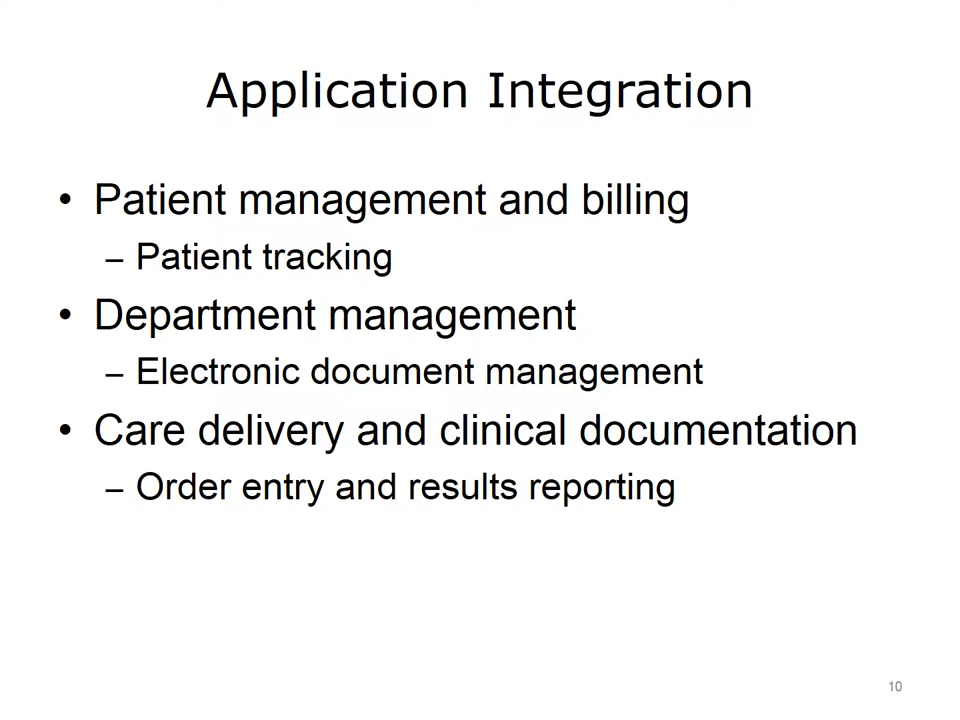 Application Integration
• Patient management and billing
– Patient tracking
• Department management
– Electronic document management
• Care delivery and clinical documentation
– Order entry and results reporting
10